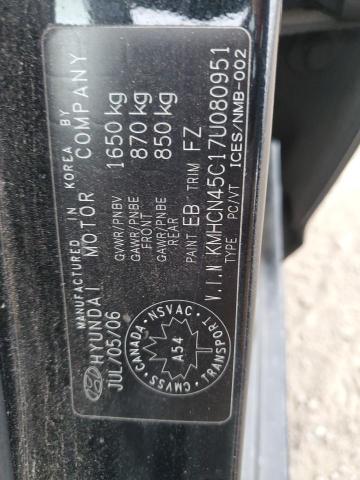 MANUFACTURED IN KOREA BY
HYUNDAI MOTOR COMPANY
JUL/05/06
GVWR/PNBV 1650 kg
GAWR/PNBE FRONT 870 kg
GAWR/PNBE REAR 850 kg
PAINT EB TRIM FZ
V.I.N KMHCN45C17U080951
TYPE PC/VT ICES/NMB-002
CANADA NSVAC TRANSPORT CMVSS
A54